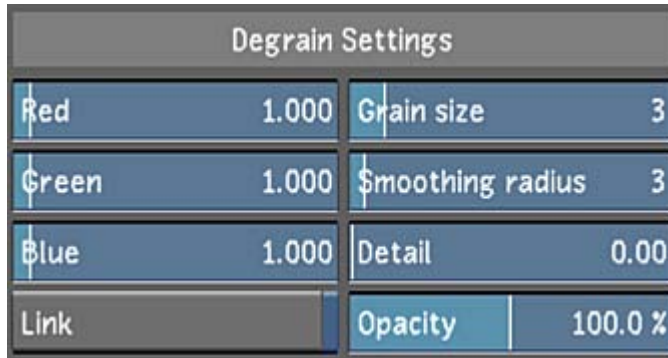 Degrain Settings
Red 1.000 Grain size 3
Green 1.000 Smoothing radius 3
Blue 1.000 Detail 0.00
Link Opacity 100.0 %